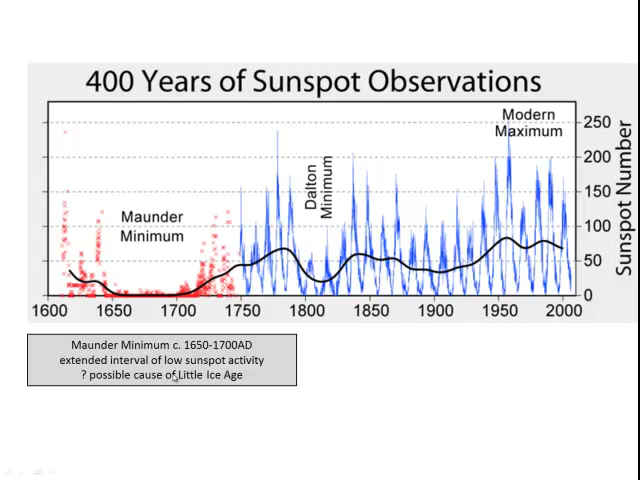 400 Years of Sunspot Observations
Modern
Maximum
Dalton
Minimum
Maunder
Minimum
250
200
150
100
50
0
Sunspot Number
1600 1650 1700 1750 1800 1850 1900 1950 2000
Maunder Minimum c. 1650-1700AD
extended interval of low sunspot activity
? possible cause of Little Ice Age